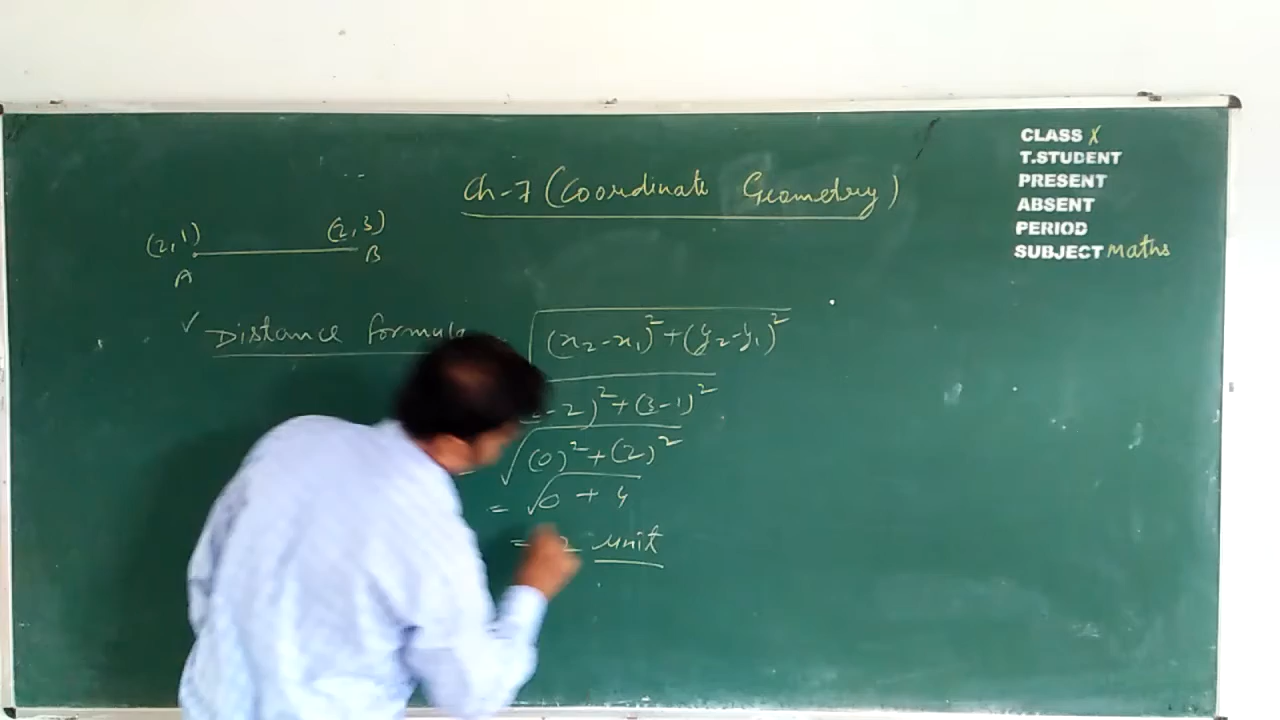 Ch-7 (Coordinate Geometry)
CLASS X
T.STUDENT
PRESENT
ABSENT
PERIOD
SUBJECT maths
(2,1) (2,3)
A B
✓ Distance formula
√(x₂-x₁)²+(y₂-y₁)²
-2)²+(3-1)²
√(0)²+(2)²
= √0 + 4
= 2 unit